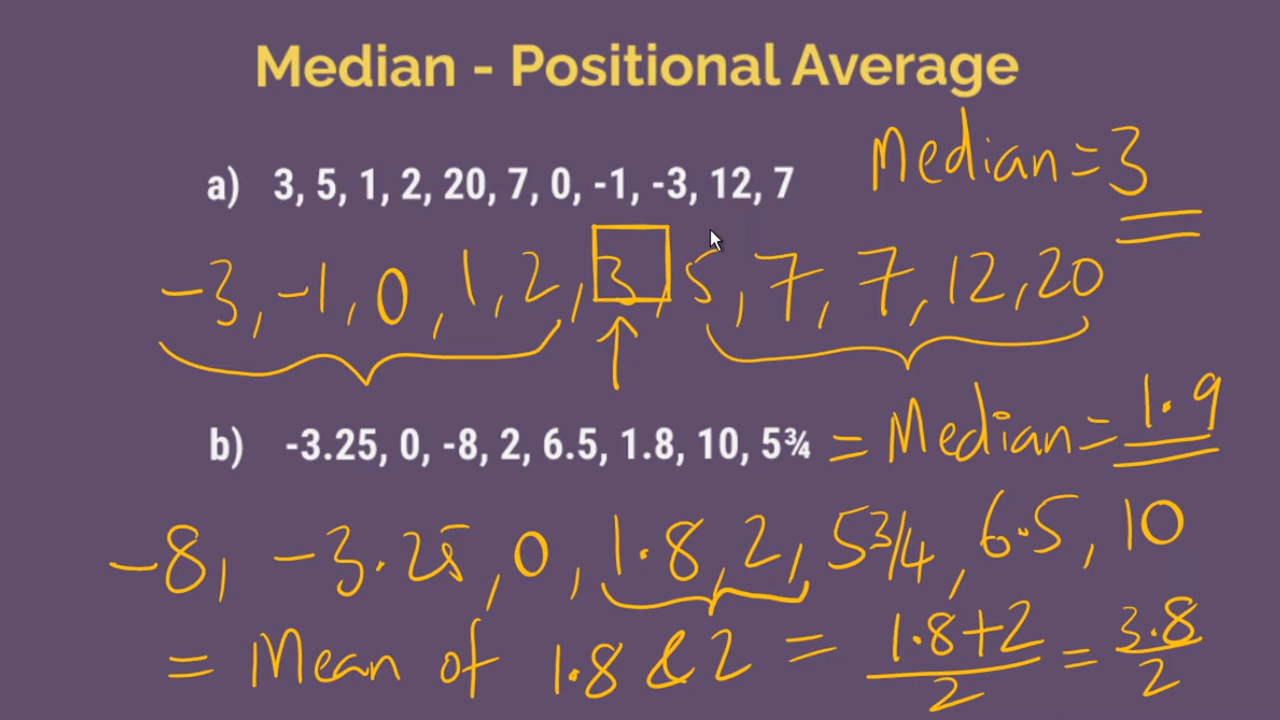 Median - Positional Average
Median = 3
a) 3, 5, 1, 2, 20, 7, 0, -1, -3, 12, 7
-3, -1, 0, 1, 2, 3, 5, 7, 7, 12, 20
b) -3.25, 0, -8, 2, 6.5, 1.8, 10, 5¾ = Median = 1.9
-8, -3.25, 0, 1.8, 2, 5 3/4, 6.5, 10
= Mean of 1.8 & 2 = 1.8+2/2 = 3.8/2